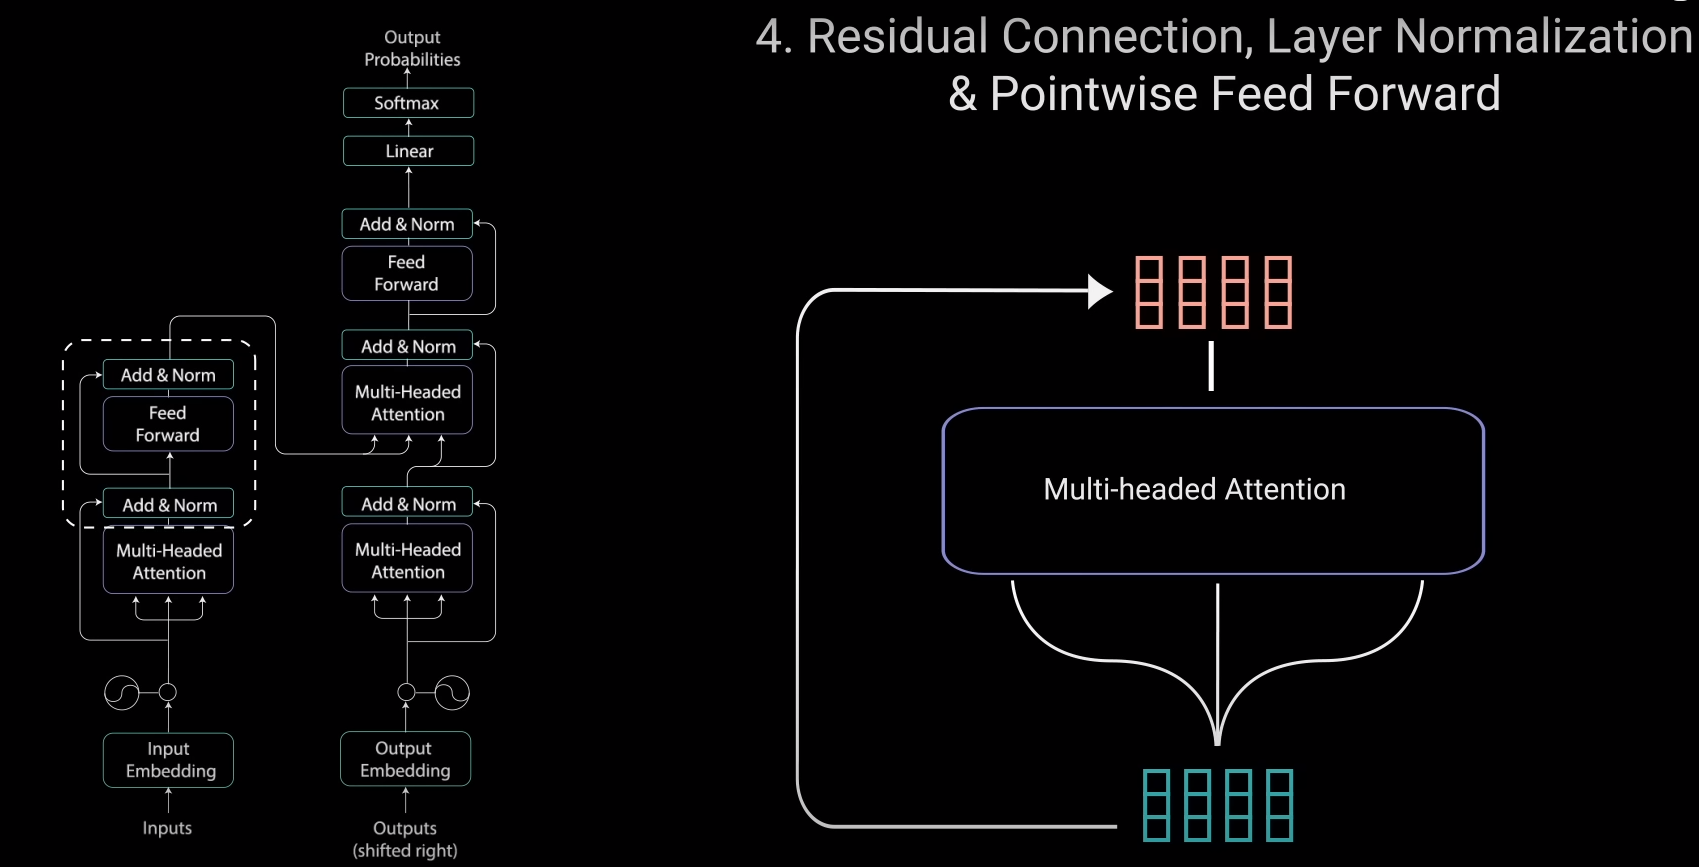 4. Residual Connection, Layer Normalization
& Pointwise Feed Forward
Output
Probabilities
Softmax
Linear
Add & Norm
Feed
Forward
Add & Norm
Multi-Headed
Attention
Add & Norm
Multi-Headed
Attention
Output
Embedding
Outputs
(shifted right)
Add & Norm
Feed
Forward
Add & Norm
Multi-Headed
Attention
Input
Embedding
Inputs
Multi-headed Attention